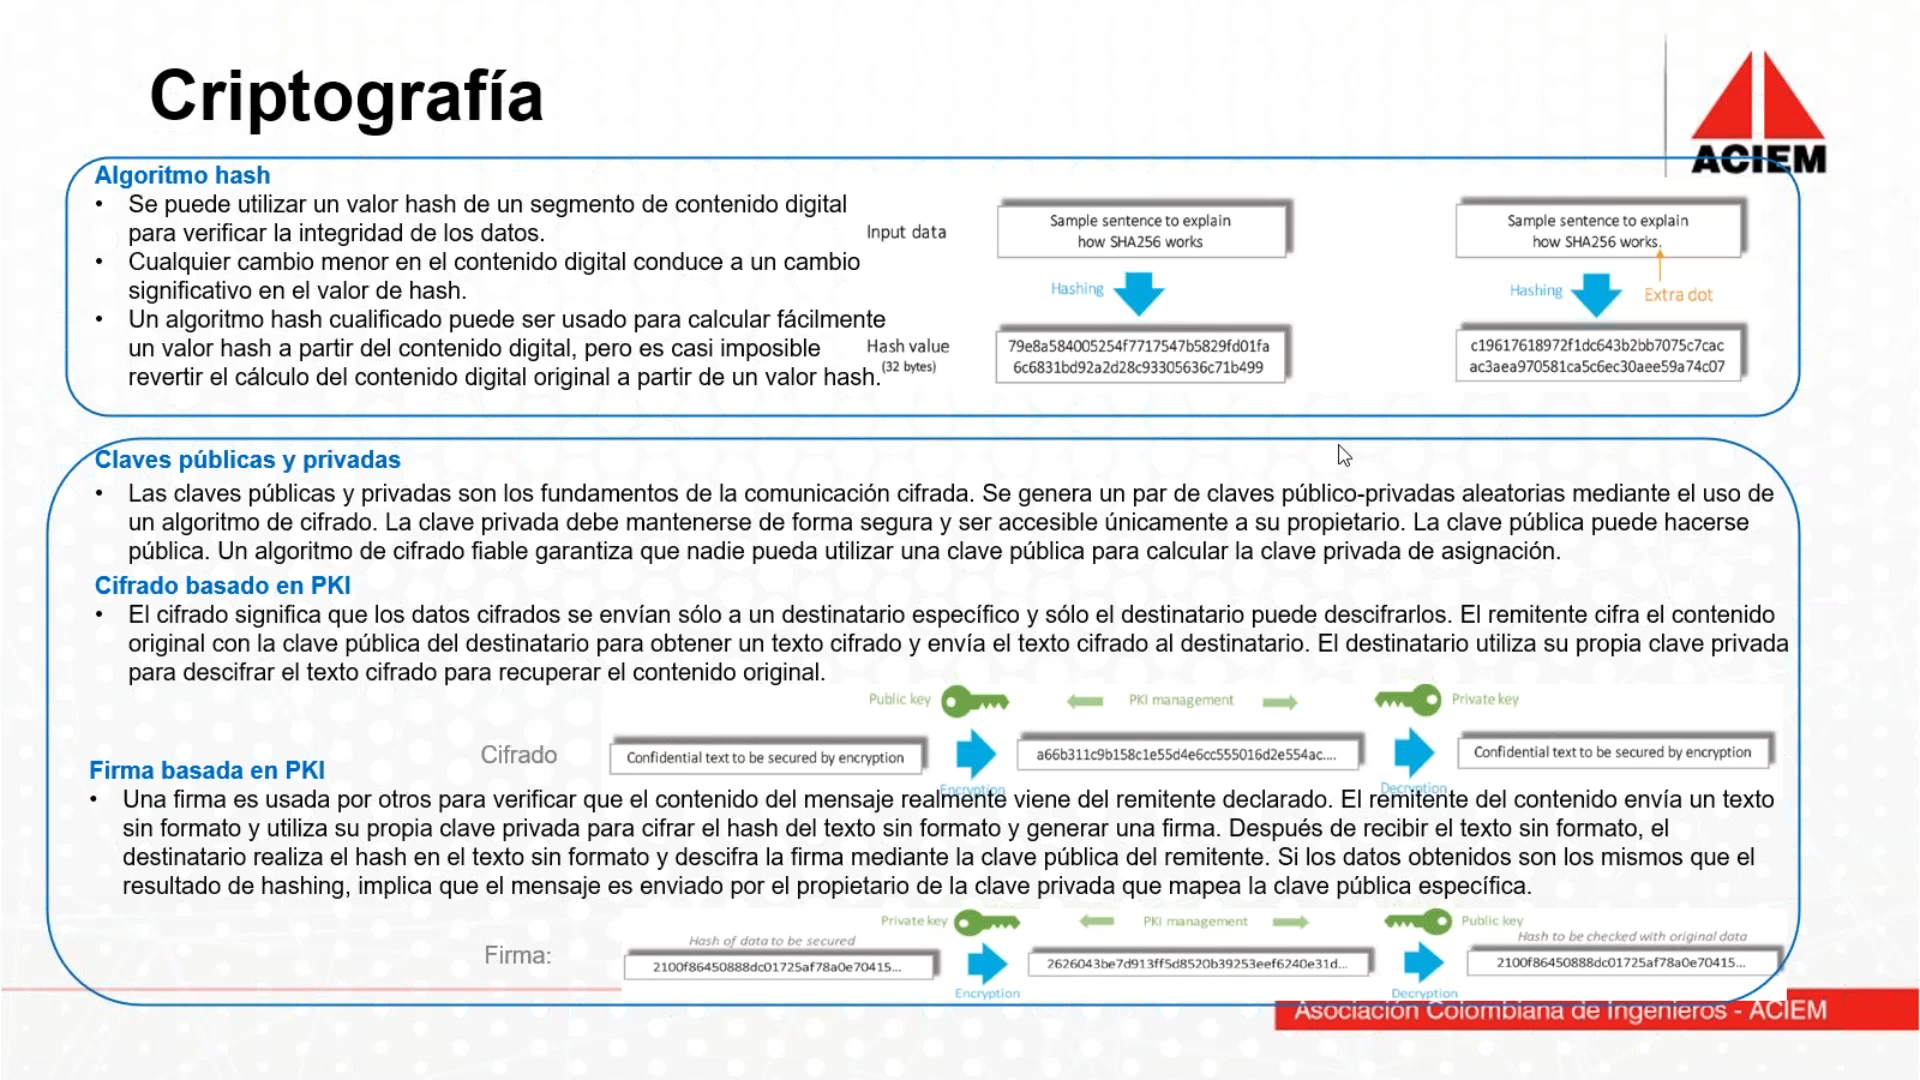 Criptografía
ACIEM
Algoritmo hash
• Se puede utilizar un valor hash de un segmento de contenido digital
para verificar la integridad de los datos.
• Cualquier cambio menor en el contenido digital conduce a un cambio
significativo en el valor de hash.
• Un algoritmo hash cualificado puede ser usado para calcular fácilmente
un valor hash a partir del contenido digital, pero es casi imposible
revertir el cálculo del contenido digital original a partir de un valor hash.
Input data
Sample sentence to explain
how SHA256 works
Sample sentence to explain
how SHA256 works.
Hashing
Hashing
Extra dot
Hash value
(32 bytes)
79e8a584005254f7717547b5829fd01fa
6c6831bd92a2d28c93305636c71b499
c19617618972f1dc643b2bb7075c7cac
ac3aea970581ca5c6ec30aee59a74c07
Claves públicas y privadas
• Las claves públicas y privadas son los fundamentos de la comunicación cifrada. Se genera un par de claves público-privadas aleatorias mediante el uso de
un algoritmo de cifrado. La clave privada debe mantenerse de forma segura y ser accesible únicamente a su propietario. La clave pública puede hacerse
pública. Un algoritmo de cifrado fiable garantiza que nadie pueda utilizar una clave pública para calcular la clave privada de asignación.
Cifrado basado en PKI
• El cifrado significa que los datos cifrados se envían sólo a un destinatario específico y sólo el destinatario puede descifrarlos. El remitente cifra el contenido
original con la clave pública del destinatario para obtener un texto cifrado y envía el texto cifrado al destinatario. El destinatario utiliza su propia clave privada
para descifrar el texto cifrado para recuperar el contenido original.
Public key
PKI management
Private key
Cifrado
Confidential text to be secured by encryption
a66b311c9b158c1e55d4e6cc555016d2e554ac....
Confidential text to be secured by encryption
Encryption
Decryption
Firma basada en PKI
• Una firma es usada por otros para verificar que el contenido del mensaje realmente viene del remitente declarado. El remitente del contenido envía un texto
sin formato y utiliza su propia clave privada para cifrar el hash del texto sin formato y generar una firma. Después de recibir el texto sin formato, el
destinatario realiza el hash en el texto sin formato y descifra la firma mediante la clave pública del remitente. Si los datos obtenidos son los mismos que el
resultado de hashing, implica que el mensaje es enviado por el propietario de la clave privada que mapea la clave pública específica.
Private key
PKI management
Public key
Hash of data to be secured
Hash to be checked with original data
Firma:
2100f86450888dc01725af78a0e70415...
2626043be7d913ff5d8520b39253eef6240e31d...
2100f86450888dc01725af78a0e70415...
Encryption
Decryption
Asociación Colombiana de Ingenieros - ACIEM